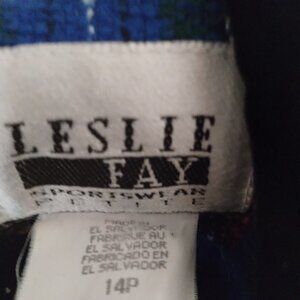 LESLIE
FAY
SPORTSWEAR
PETITE
MADE IN
EL SALVADOR
FABRIQUE AU
EL SALVADOR
FABRICADO EN
EL SALVADOR
14P